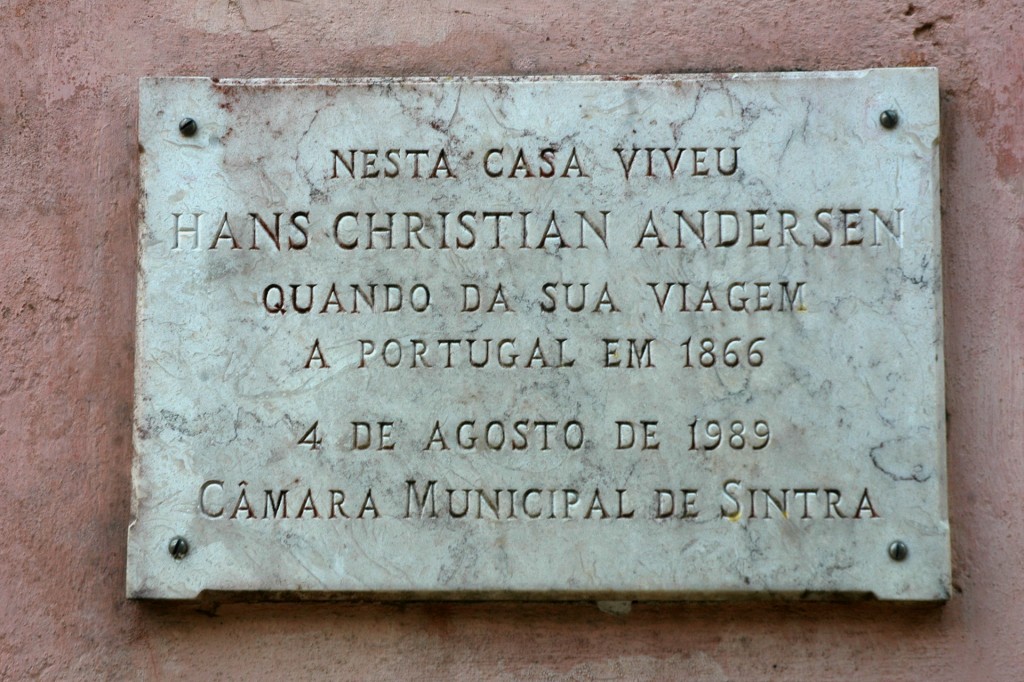 NESTA CASA VIVEU
HANS CHRISTIAN ANDERSEN
QUANDO DA SUA VIAGEM
A PORTUGAL EM 1866
4 DE AGOSTO DE 1989
CÂMARA MUNICIPAL DE SINTRA